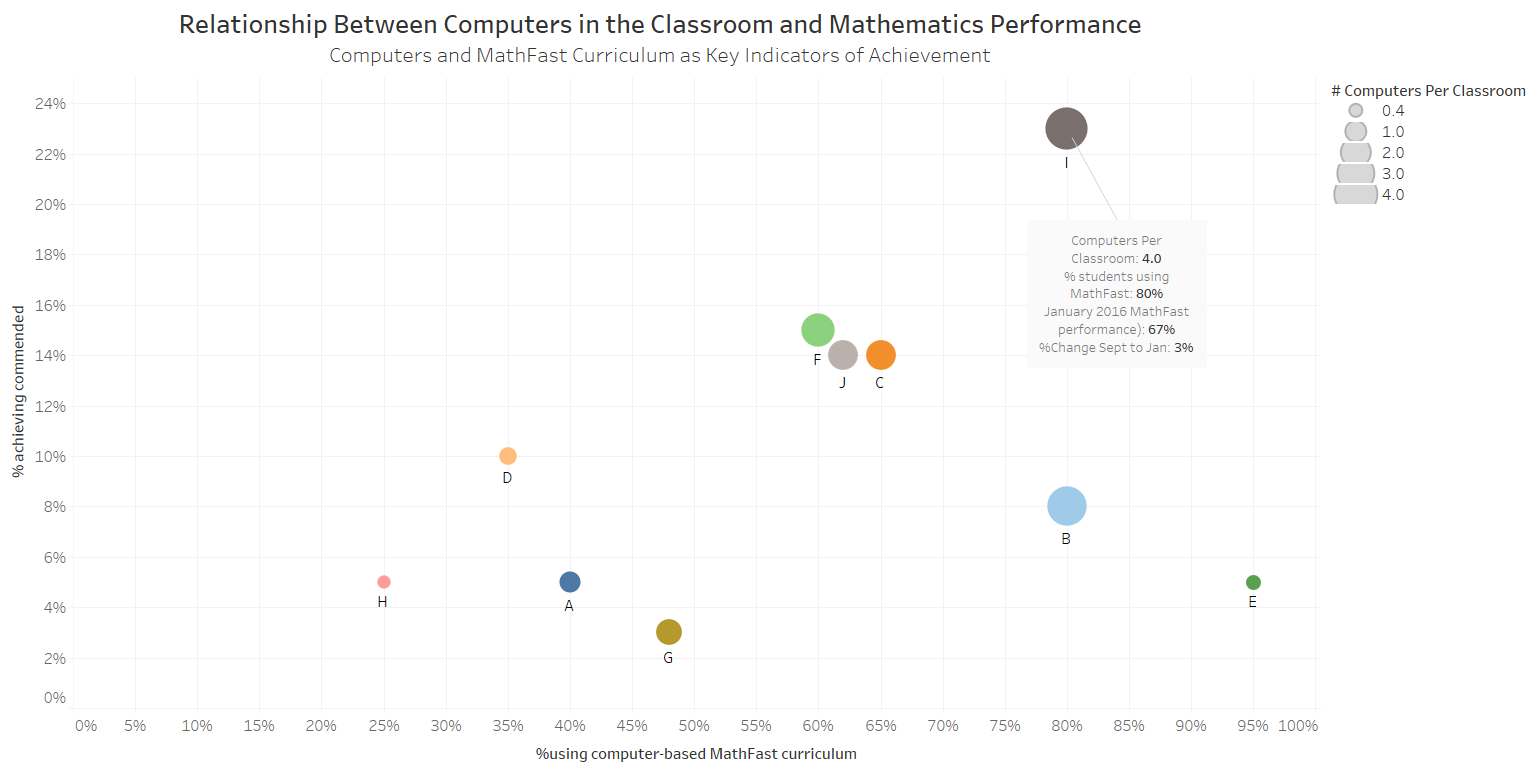 Relationship Between Computers in the Classroom and Mathematics Performance
Computers and MathFast Curriculum as Key Indicators of Achievement
# Computers Per Classroom
0.4
1.0
2.0
3.0
4.0
% achieving commended
24%
22%
20%
18%
16%
14%
12%
10%
8%
6%
4%
2%
0%
I
Computers Per
Classroom: 4.0
% students using
MathFast: 80%
January 2016 MathFast
performance): 67%
%Change Sept to Jan: 3%
F
J
C
D
B
H
A
E
G
0% 5% 10% 15% 20% 25% 30% 35% 40% 45% 50% 55% 60% 65% 70% 75% 80% 85% 90% 95% 100%
%using computer-based MathFast curriculum